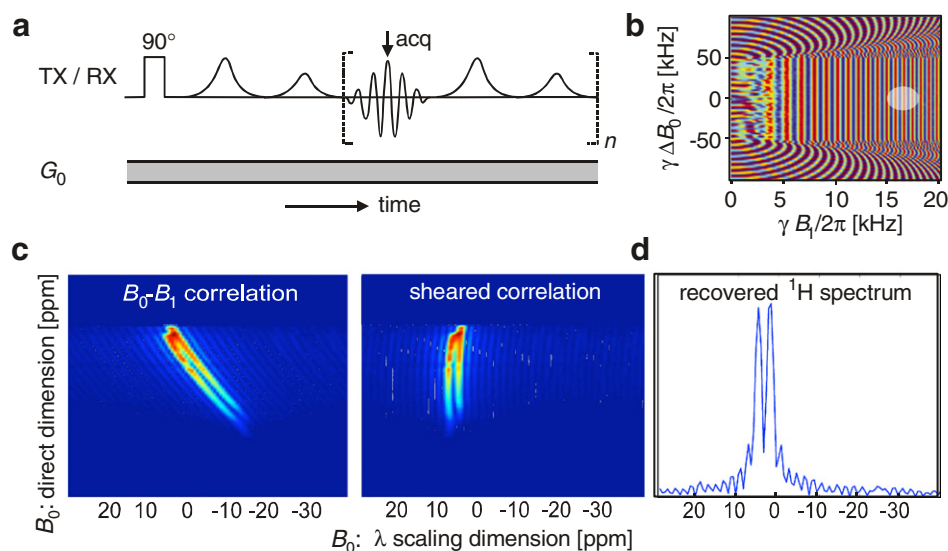 a
90°
TX / RX
acq
n
G₀
time
b
γ ΔB₀/2π [kHz]
50
0
-50
0 5 10 15 20
γ B₁/2π [kHz]
c
B₀-B₁ correlation
sheared correlation
B₀: direct dimension [ppm]
20 10 0 -10 -20 -30
20 10 0 -10 -20 -30
B₀: λ scaling dimension [ppm]
d
recovered ¹H spectrum
20 10 0 -10 -20 -30